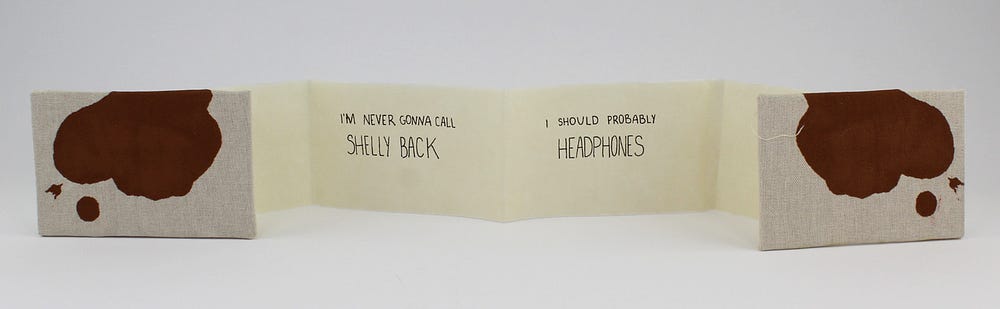 I'M NEVER GONNA CALL
SHELLY BACK
I SHOULD PROBABLY
HEADPHONES